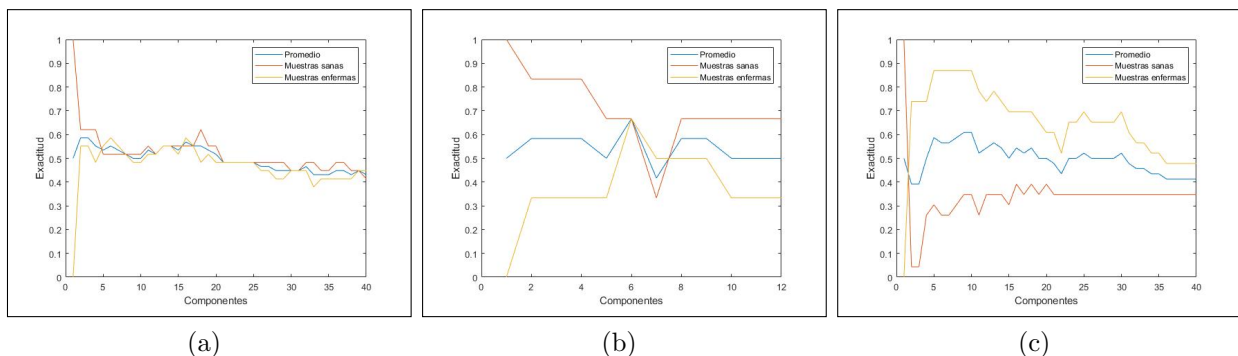 1
0.9
0.8
0.7
0.6
0.5
0.4
0.3
0.2
0.1
0
Exactitud
0 5 10 15 20 25 30 35 40
Componentes
Promedio
Muestras sanas
Muestras enfermas
(a)
1
0.9
0.8
0.7
0.6
0.5
0.4
0.3
0.2
0.1
0
Exactitud
0 2 4 6 8 10 12
Componentes
Promedio
Muestras sanas
Muestras enfermas
(b)
1
0.9
0.8
0.7
0.6
0.5
0.4
0.3
0.2
0.1
0
Exactitud
0 5 10 15 20 25 30 35 40
Componentes
Promedio
Muestras sanas
Muestras enfermas
(c)